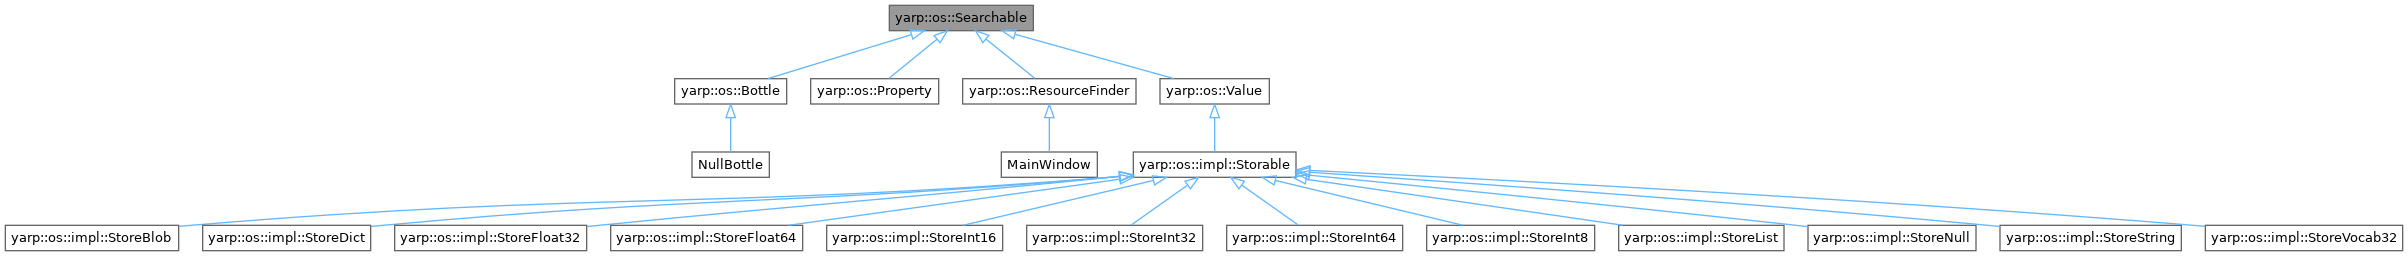 yarp::os::Searchable
yarp::os::Bottle
yarp::os::Property
yarp::os::ResourceFinder
yarp::os::Value
NullBottle
MainWindow
yarp::os::impl::Storable
yarp::os::impl::StoreBlob
yarp::os::impl::StoreDict
yarp::os::impl::StoreFloat32
yarp::os::impl::StoreFloat64
yarp::os::impl::StoreInt16
yarp::os::impl::StoreInt32
yarp::os::impl::StoreInt64
yarp::os::impl::StoreInt8
yarp::os::impl::StoreList
yarp::os::impl::StoreNull
yarp::os::impl::StoreString
yarp::os::impl::StoreVocab32